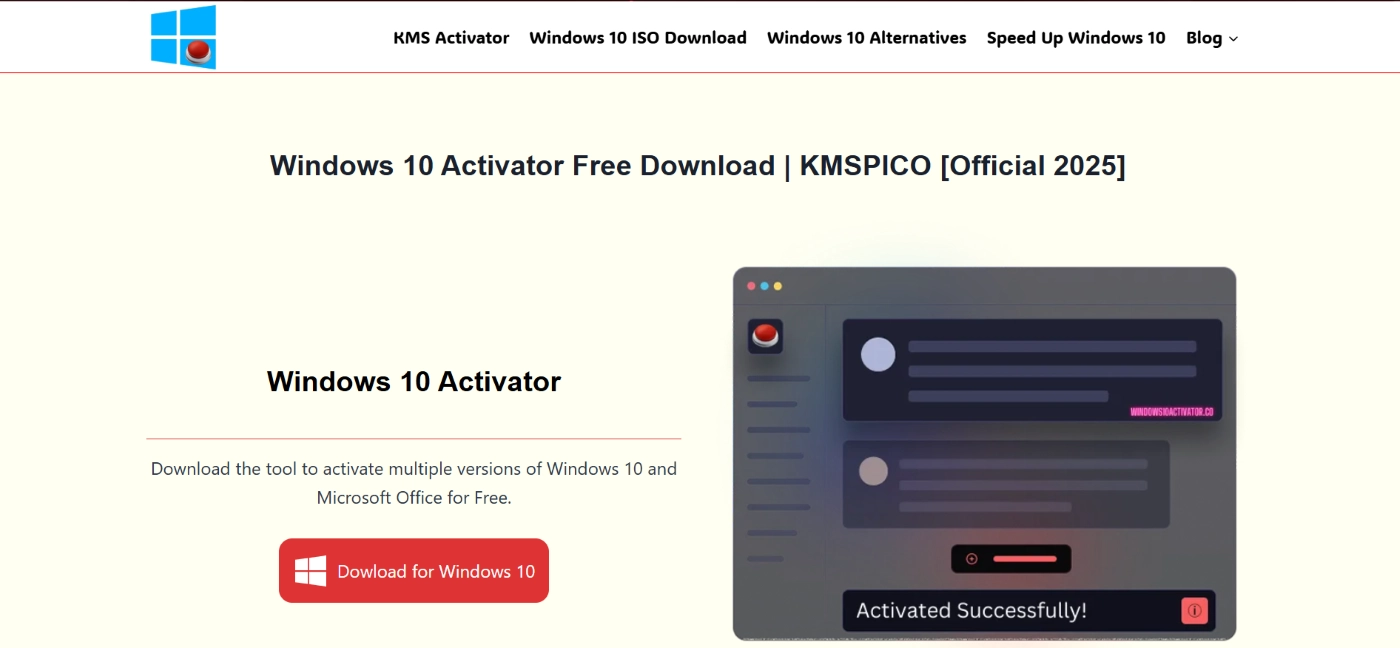 KMS Activator Windows 10 ISO Download Windows 10 Alternatives Speed Up Windows 10 Blog
Windows 10 Activator Free Download | KMSPICO [Official 2025]
Windows 10 Activator
Download the tool to activate multiple versions of Windows 10 and
Microsoft Office for Free.
Dowload for Windows 10
WINDOWS10ACTIVATOR.CO
Activated Successfully!